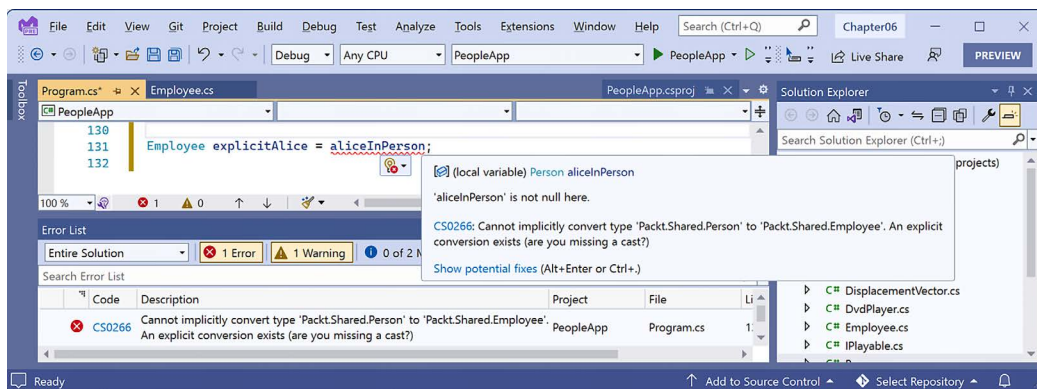 File Edit View Git Project Build Debug Test Analyze Tools Extensions Window Help Search (Ctrl+Q) Chapter06
Debug Any CPU PeopleApp PeopleApp Live Share PREVIEW
Toolbox
Program.cs* Employee.cs PeopleApp.csproj
PeopleApp
130
131 Employee explicitAlice = aliceInPerson;
132
100 % 1 0
(local variable) Person aliceInPerson
'aliceInPerson' is not null here.
CS0266: Cannot implicitly convert type 'Packt.Shared.Person' to 'Packt.Shared.Employee'. An explicit
conversion exists (are you missing a cast?)
Show potential fixes (Alt+Enter or Ctrl+.)
Error List
Entire Solution 1 Error 1 Warning 0 of 2
Search Error List
Code Description Project File
CS0266 Cannot implicitly convert type 'Packt.Shared.Person' to 'Packt.Shared.Employee'. PeopleApp Program.cs
An explicit conversion exists (are you missing a cast?)
Solution Explorer
Search Solution Explorer (Ctrl+;)
projects)
C# DisplacementVector.cs
C# DvdPlayer.cs
C# Employee.cs
C# IPlayable.cs
Ready Add to Source Control Select Repository